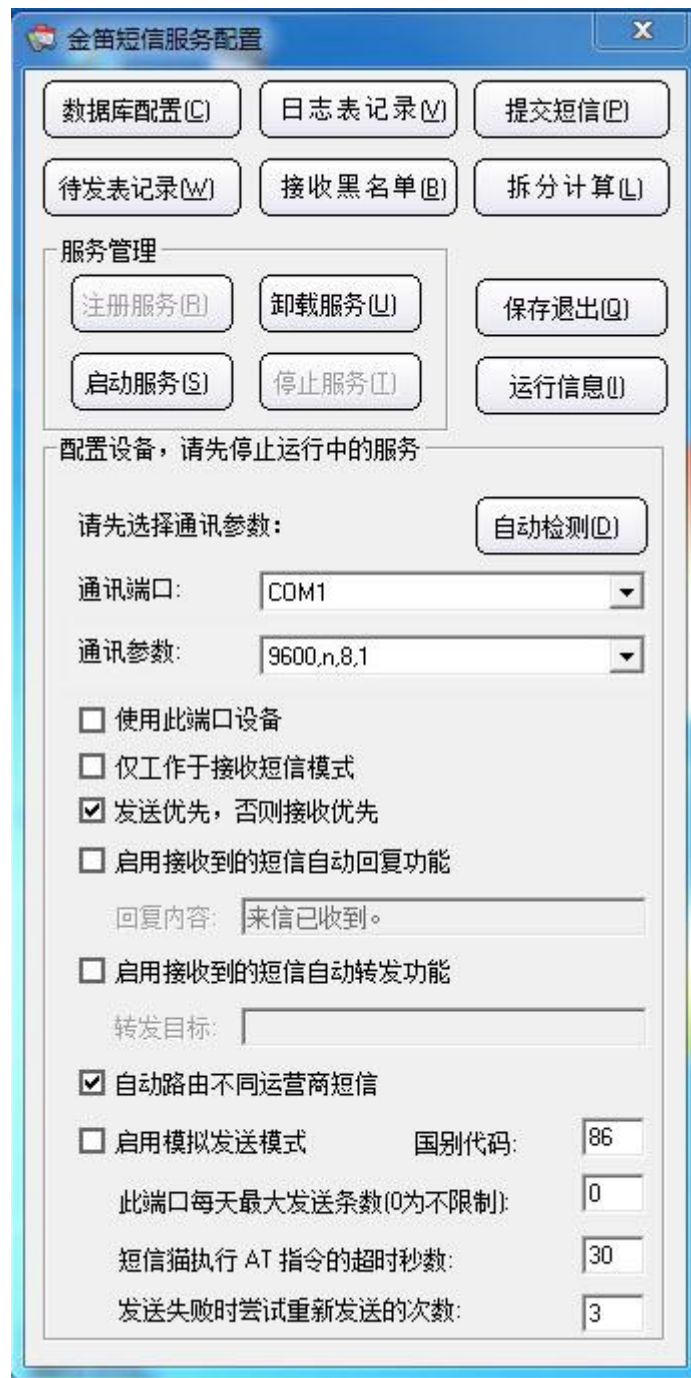 金笛短信服务配置
数据库配置(C) 日志表记录(V) 提交短信(P)
待发表记录(W) 接收黑名单(B) 拆分计算(L)
服务管理
注册服务(R) 卸载服务(U) 保存退出(Q)
启动服务(S) 停止服务(T) 运行信息(I)
配置设备，请先停止运行中的服务
请先选择通讯参数： 自动检测(D)
通讯端口: COM1
通讯参数: 9600,n,8,1
使用此端口设备
仅工作于接收短信模式
发送优先，否则接收优先
启用接收到的短信自动回复功能
回复内容: 来信已收到。
启用接收到的短信自动转发功能
转发目标:
自动路由不同运营商短信
启用模拟发送模式 国别代码: 86
此端口每天最大发送条数(0为不限制): 0
短信猫执行 AT 指令的超时秒数: 30
发送失败时尝试重新发送的次数: 3